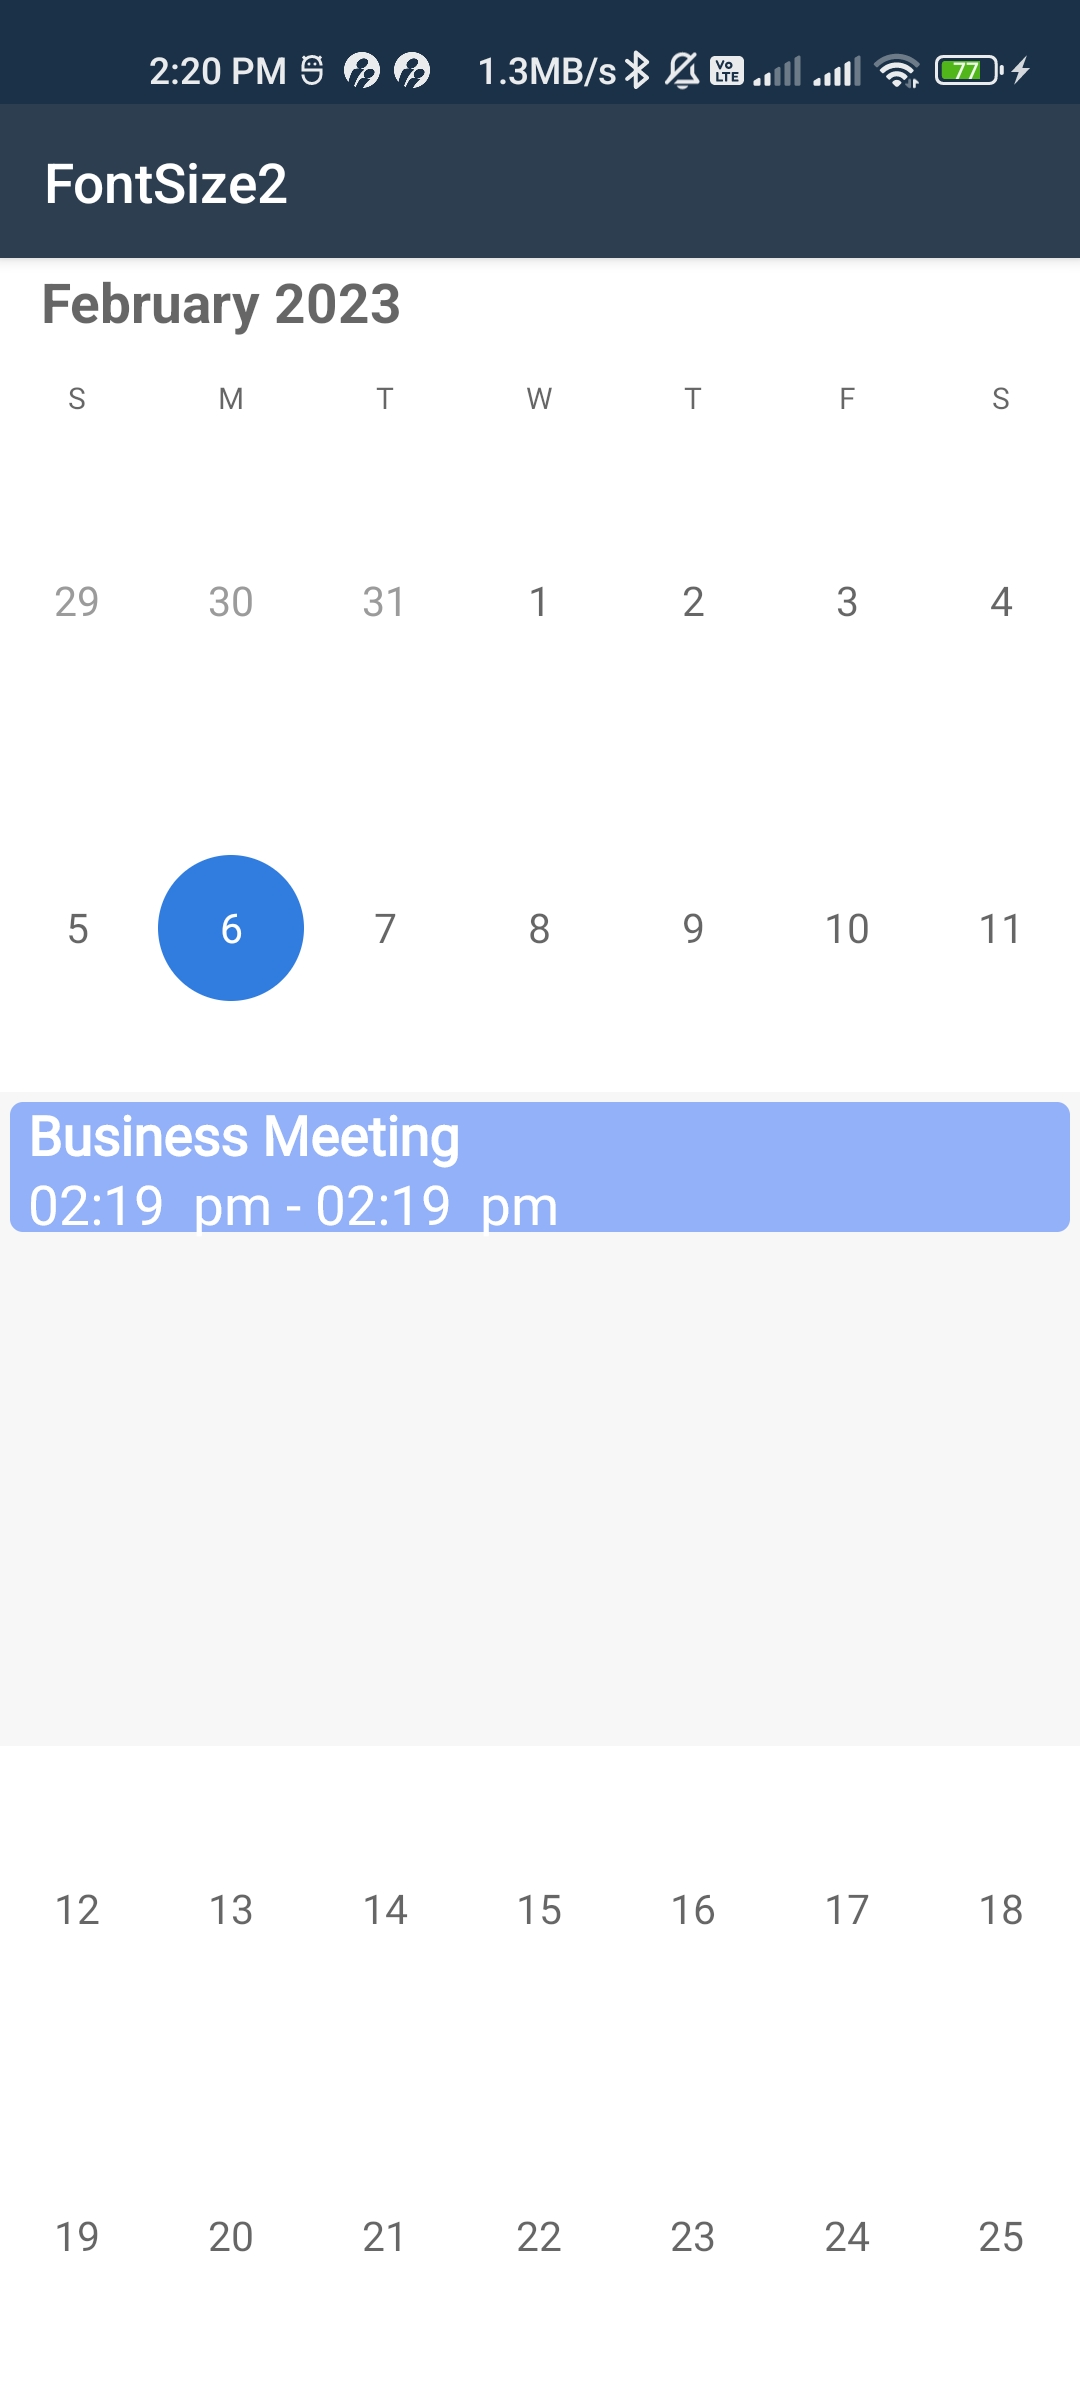 2:20 PM 1.3MB/s Vo LTE 77
FontSize2
February 2023
S M T W T F S
29 30 31 1 2 3 4
5 6 7 8 9 10 11
Business Meeting
02:19 pm - 02:19 pm
12 13 14 15 16 17 18
19 20 21 22 23 24 25